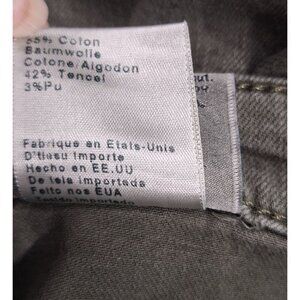 55% Coton
Baumwolle
Cotone/Algodon
42% Tencel
3%Pu
Fabrique en Etats-Unis
D'tissu Importe
Hecho en EE.UU
De tela importada
Feito nos EUA